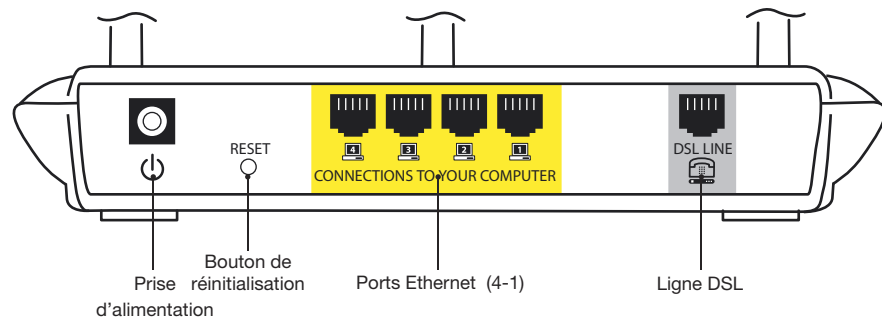 RESET
4 3 2 1
DSL LINE
CONNECTIONS TO YOUR COMPUTER
Prise
d'alimentation
Bouton de
réinitialisation
Ports Ethernet (4-1)
Ligne DSL